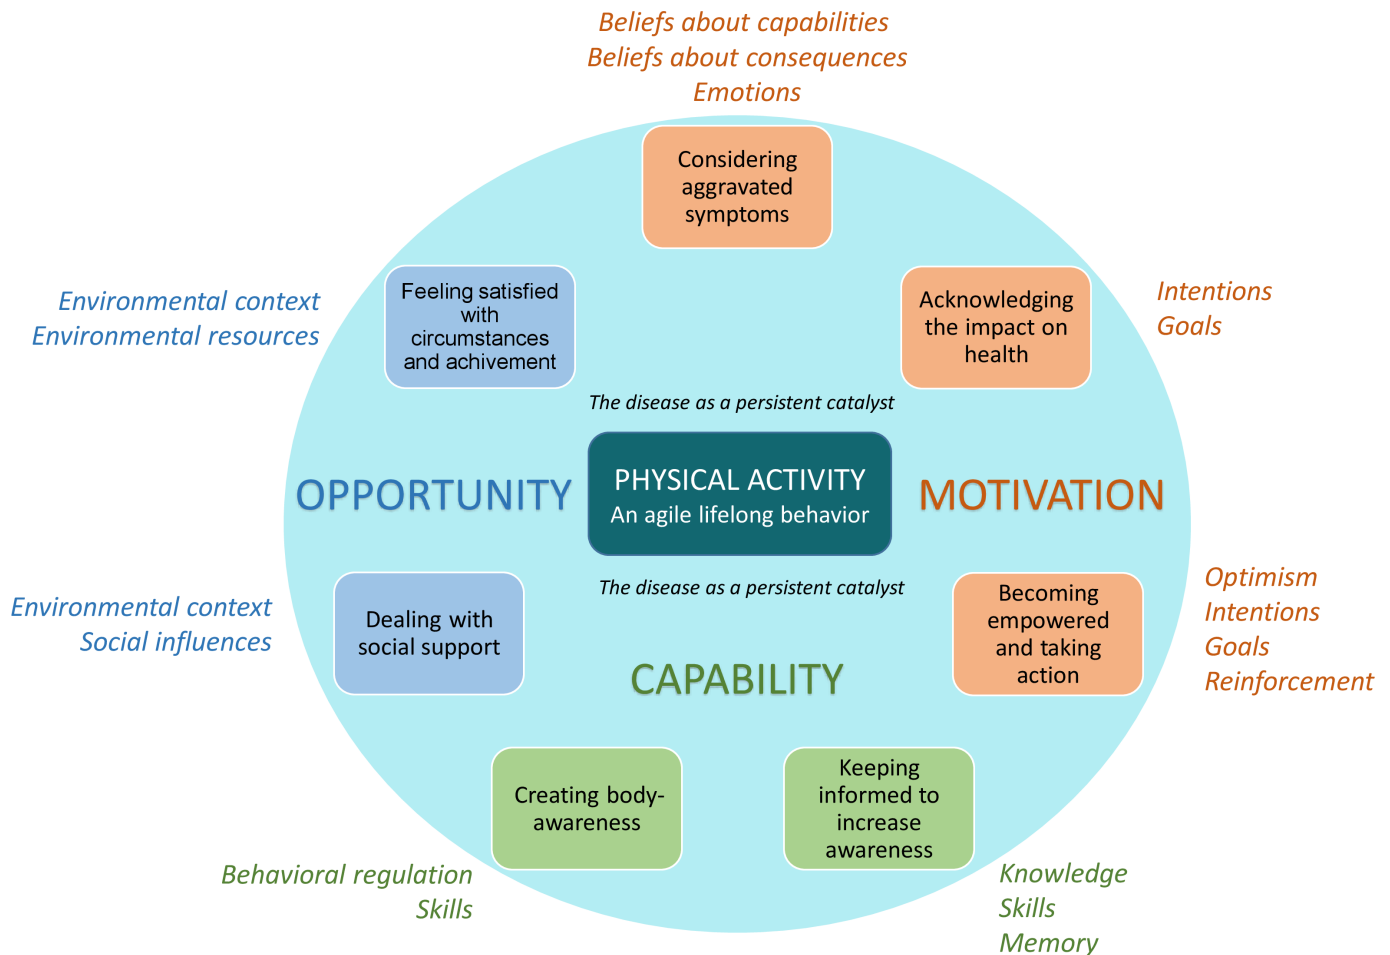 Beliefs about capabilities
Beliefs about consequences
Emotions
Considering
aggravated
symptoms
Environmental context
Environmental resources
Feeling satisfied
with
circumstances
and achivement
Acknowledging
the impact on
health
Intentions
Goals
The disease as a persistent catalyst
OPPORTUNITY
PHYSICAL ACTIVITY
An agile lifelong behavior
MOTIVATION
The disease as a persistent catalyst
Environmental context
Social influences
Dealing with
social support
CAPABILITY
Becoming
empowered
and taking
action
Optimism
Intentions
Goals
Reinforcement
Creating body-
awareness
Keeping
informed to
increase
awareness
Behavioral regulation
Skills
Knowledge
Skills
Memory